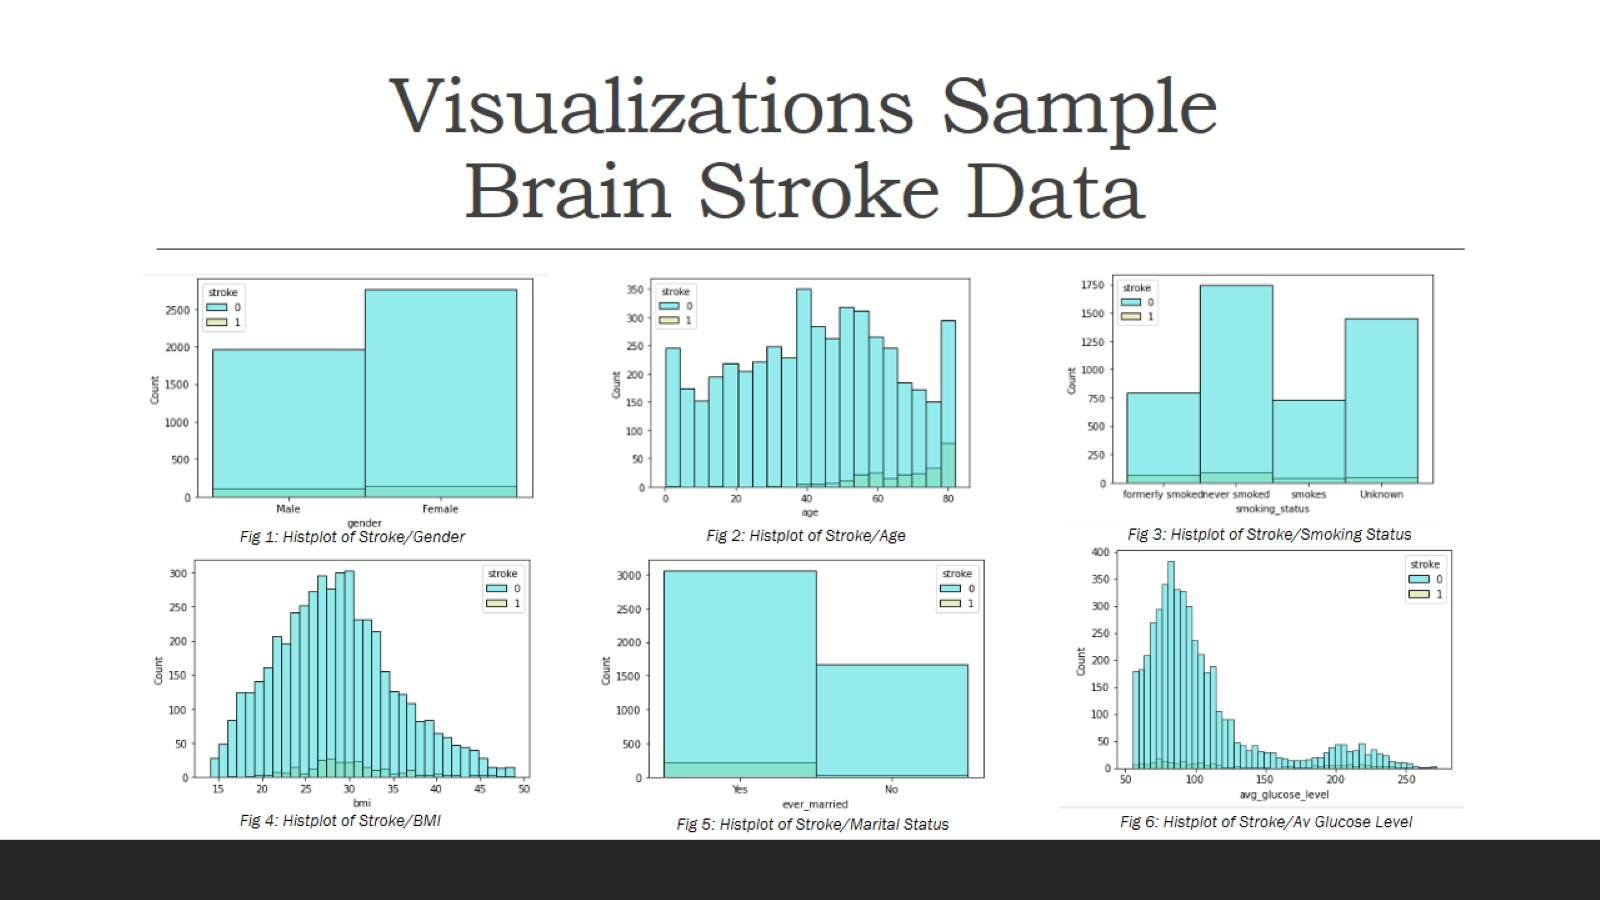 Visualizations Sample
Brain Stroke Data
stroke
0
1
2500
2000
1500
1000
500
0
Count
Male
Female
gender
Fig 1: Histplot of Stroke/Gender
stroke
0
1
350
300
250
200
150
100
50
0
Count
0
20
40
60
80
age
Fig 2: Histplot of Stroke/Age
stroke
0
1
1750
1500
1250
1000
750
500
250
0
Count
formerly smoked
never smoked
smokes
Unknown
smoking_status
Fig 3: Histplot of Stroke/Smoking Status
stroke
0
1
300
250
200
150
100
50
0
Count
15
20
25
30
35
40
45
50
bmi
Fig 4: Histplot of Stroke/BMI
stroke
0
1
3000
2500
2000
1500
1000
500
0
Count
Yes
No
ever_married
Fig 5: Histplot of Stroke/Marital Status
stroke
0
1
400
350
300
250
200
150
100
50
0
Count
50
100
150
200
250
avg_glucose_level
Fig 6: Histplot of Stroke/Av Glucose Level